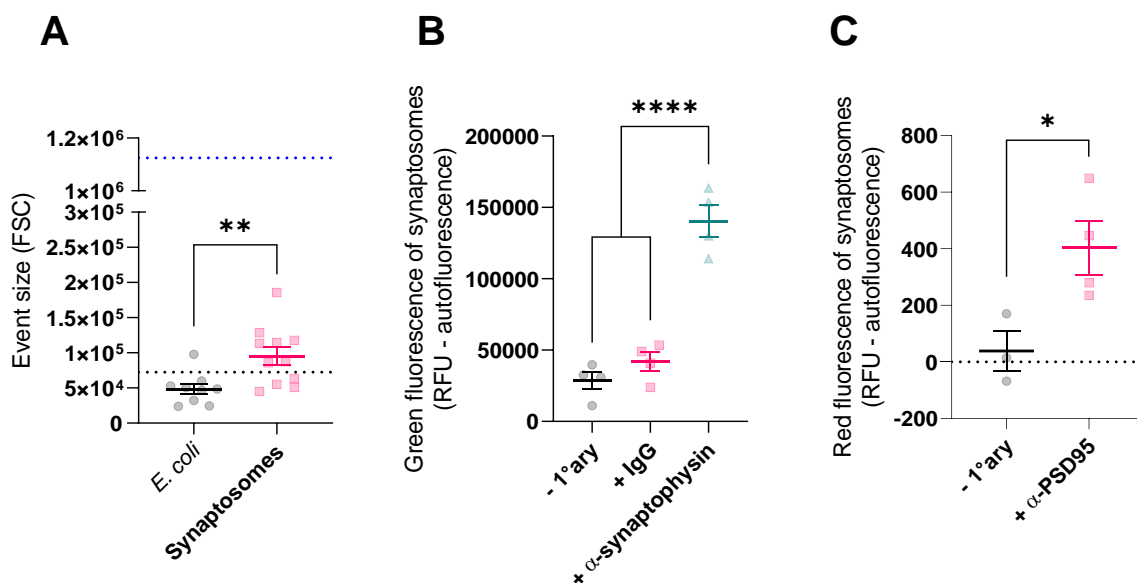 A
B
C
Event size (FSC)
1.2×10⁶
1×10⁶
3×10⁵
2.5×10⁵
2×10⁵
1.5×10⁵
1×10⁵
5×10⁴
0
**
E. coli
Synaptosomes
Green fluorescence of synaptosomes
(RFU - autofluorescence)
200000
150000
100000
50000
0
****
- 1°ary
+ IgG
+ α-synaptophysin
Red fluorescence of synaptosomes
(RFU - autofluorescence)
800
600
400
200
0
-200
*
- 1°ary
+ α-PSD95